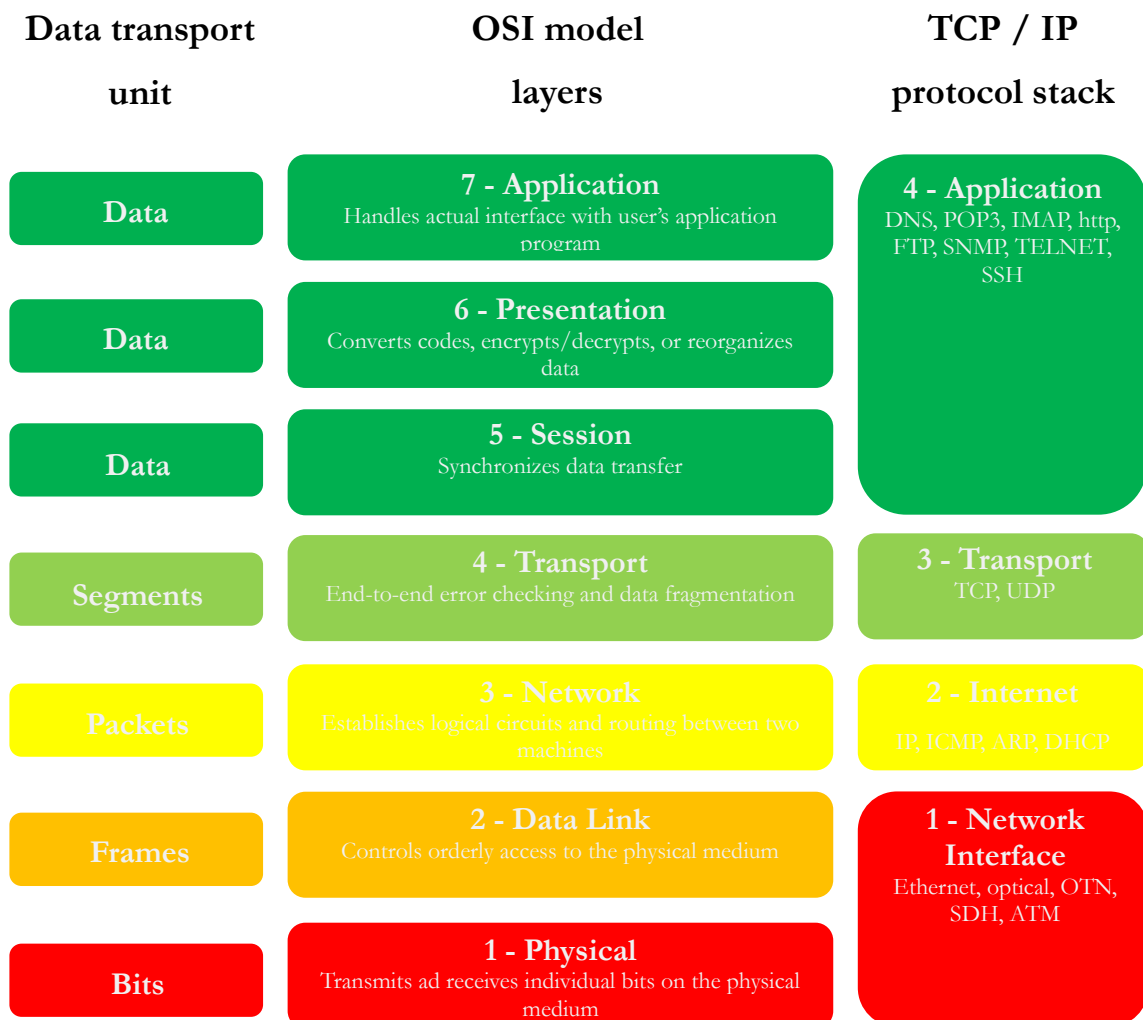 Data transport
unit
OSI model
layers
TCP / IP
protocol stack
Data
7 - Application
Handles actual interface with user's application
program
4 - Application
DNS, POP3, IMAP, http,
FTP, SNMP, TELNET,
SSH
Data
6 - Presentation
Converts codes, encrypts/decrypts, or reorganizes
data
Data
5 - Session
Synchronizes data transfer
Segments
4 - Transport
End-to-end error checking and data fragmentation
3 - Transport
TCP, UDP
Packets
3 - Network
Establishes logical circuits and routing between two
machines
2 - Internet
IP, ICMP, ARP, DHCP
Frames
2 - Data Link
Controls orderly access to the physical medium
1 - Network
Interface
Ethernet, optical, OTN,
SDH, ATM
Bits
1 - Physical
Transmits ad receives individual bits on the physical
medium